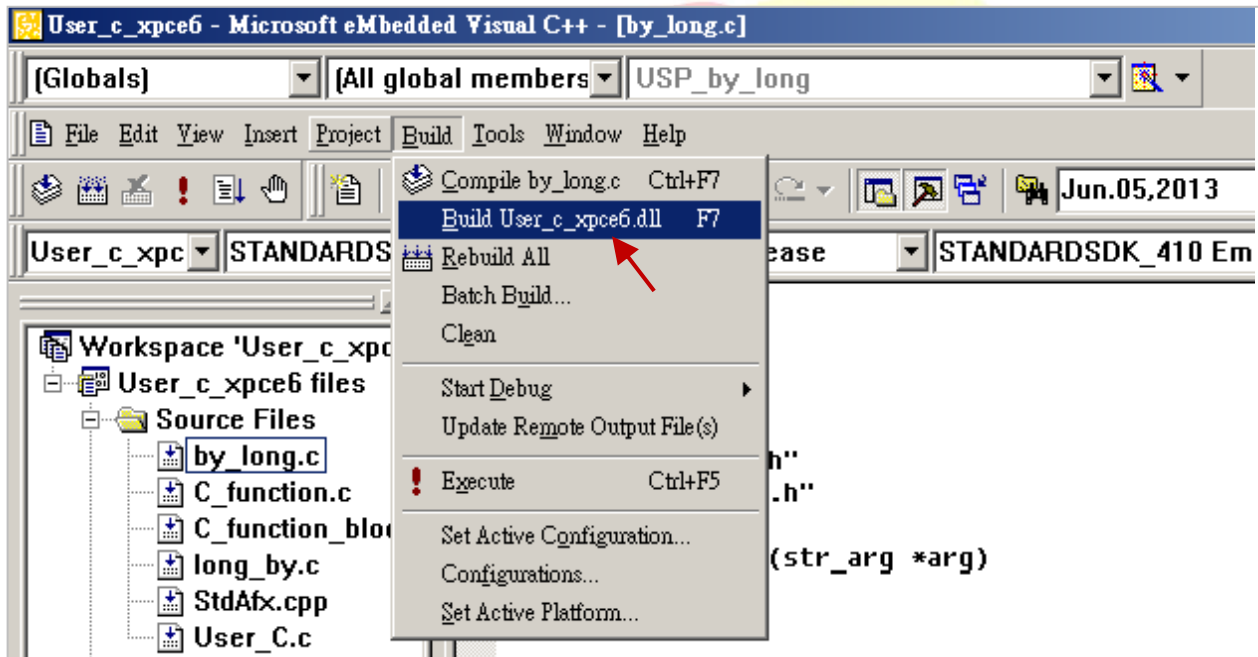 User_c_xpce6 - Microsoft eMbedded Visual C++ - [by_long.c]
(Globals) (All global members USP_by_long
File Edit View Insert Project Build Tools Window Help
Compile by_long.c Ctrl+F7
Jun.05,2013
Build User_c_xpce6.dll F7
User_c_xpc STANDARDS ease STANDARDSDK_410 Em
Rebuild All
Batch Build...
Clean
Start Debug
Update Remote Output File(s)
Execute Ctrl+F5
Set Active Configuration...
Configurations...
Set Active Platform...
Workspace 'User_c_xpc
User_c_xpce6 files
Source Files
by_long.c
C_function.c
C_function_bloc
long_by.c
StdAfx.cpp
User_C.c
h"
.h"
(str_arg *arg)